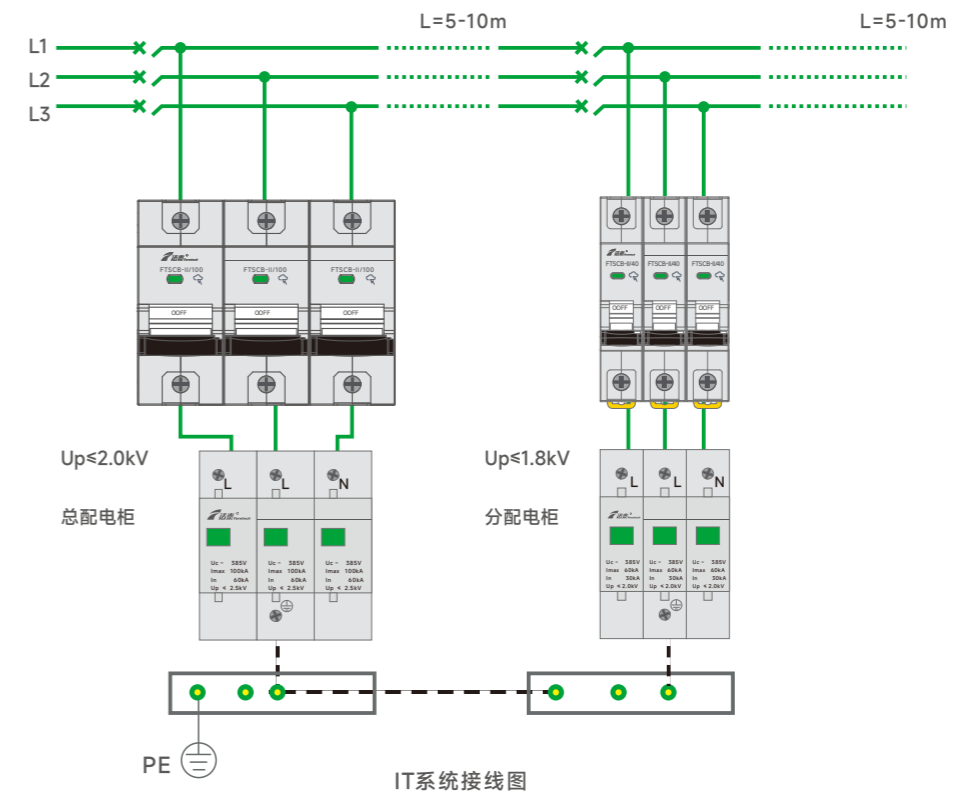 L=5-10m
L=5-10m
L1
L2
L3
FTSCB-II/100
FTSCB-II/100
FTSCB-II/100
FTSCB-II/40
FTSCB-II/40
FTSCB-II/40
OOFF
OOFF
OOFF
OOFF
OOFF
OOFF
Up≤2.0kV
Up≤1.8kV
L
L
N
L
L
N
总配电柜
分配电柜
Uc ~ 385V
Imax 100kA
In 60kA
Up < 2.5kV
Uc ~ 385V
Imax 100kA
In 60kA
Up < 2.5kV
Uc ~ 385V
Imax 100kA
In 60kA
Up < 2.5kV
Uc ~ 385V
Imax 60kA
In 30kA
Up < 2.0kV
Uc ~ 385V
Imax 60kA
In 30kA
Up < 2.0kV
Uc ~ 385V
Imax 60kA
In 30kA
Up < 2.0kV
PE
IT系统接线图